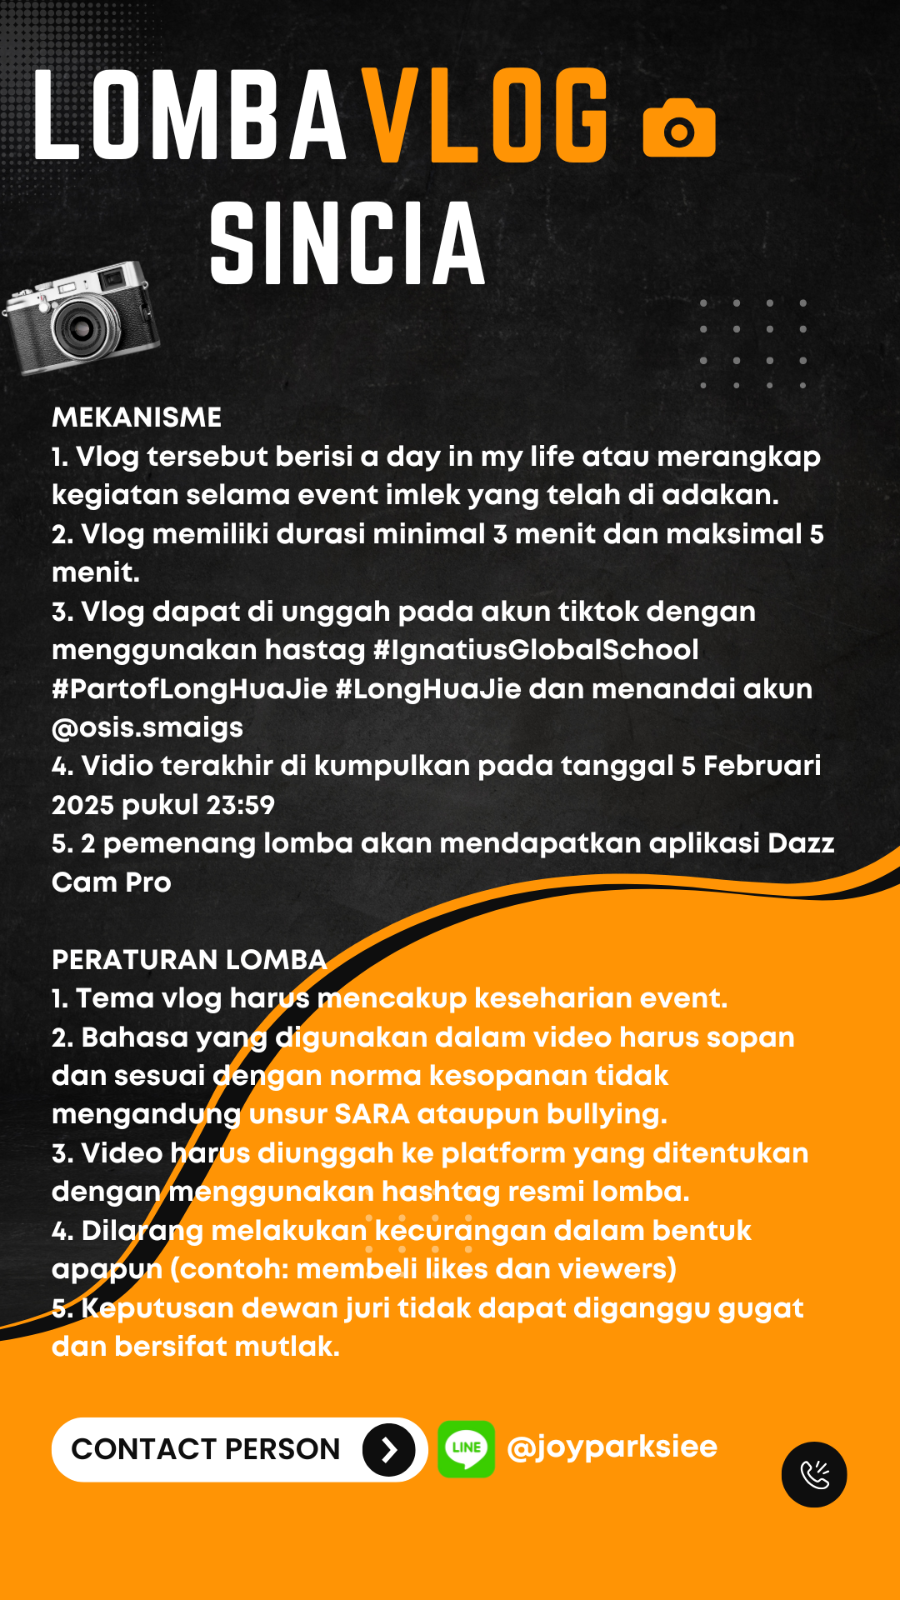 LOMBA VLOG
SINCIA
MEKANISME
1. Vlog tersebut berisi a day in my life atau merangkap
kegiatan selama event imlek yang telah di adakan.
2. Vlog memiliki durasi minimal 3 menit dan maksimal 5
menit.
3. Vlog dapat di unggah pada akun tiktok dengan
menggunakan hastag #IgnatiusGlobalSchool
#PartofLongHuaJie #LongHuaJie dan menandai akun
@osis.smaigs
4. Vidio terakhir di kumpulkan pada tanggal 5 Februari
2025 pukul 23:59
5. 2 pemenang lomba akan mendapatkan aplikasi Dazz
Cam Pro
PERATURAN LOMBA
1. Tema vlog harus mencakup keseharian event.
2. Bahasa yang digunakan dalam video harus sopan
dan sesuai dengan norma kesopanan tidak
mengandung unsur SARA ataupun bullying.
3. Video harus diunggah ke platform yang ditentukan
dengan menggunakan hashtag resmi lomba.
4. Dilarang melakukan kecurangan dalam bentuk
apapun (contoh: membeli likes dan viewers)
5. Keputusan dewan juri tidak dapat diganggu gugat
dan bersifat mutlak.
CONTACT PERSON LINE @joyparksiee